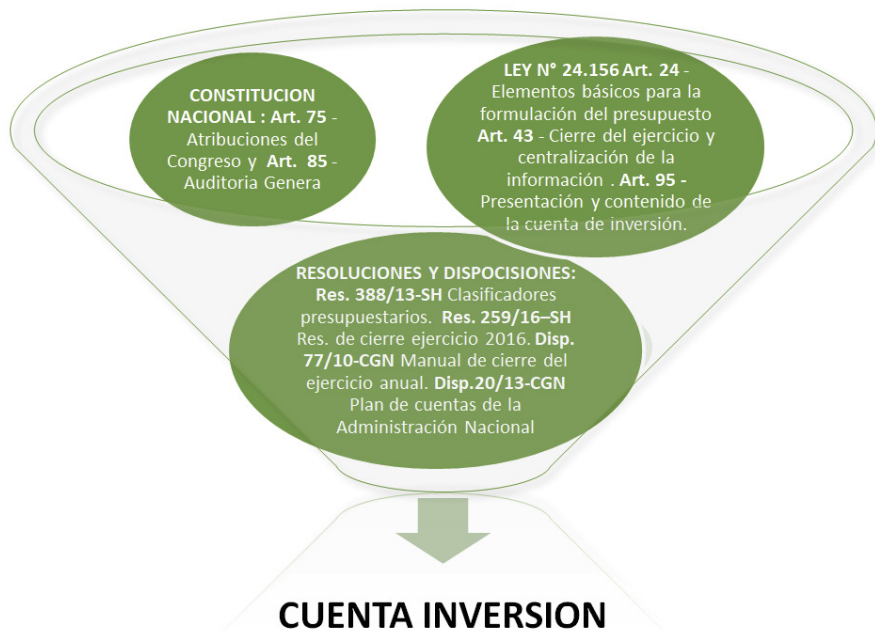 CONSTITUCION
NACIONAL : Art. 75 -
Atribuciones del
Congreso y Art. 85 -
Auditoria Genera
LEY N° 24.156 Art. 24 -
Elementos básicos para la
formulación del presupuesto
Art. 43 - Cierre del ejercicio y
centralización de la
información . Art. 95 -
Presentación y contenido de
la cuenta de inversión.
RESOLUCIONES Y DISPOCISIONES:
Res. 388/13-SH Clasificadores
presupuestarios. Res. 259/16–SH
Res. de cierre ejercicio 2016. Disp.
77/10-CGN Manual de cierre del
ejercicio anual. Disp.20/13-CGN
Plan de cuentas de la
Administración Nacional
CUENTA INVERSION